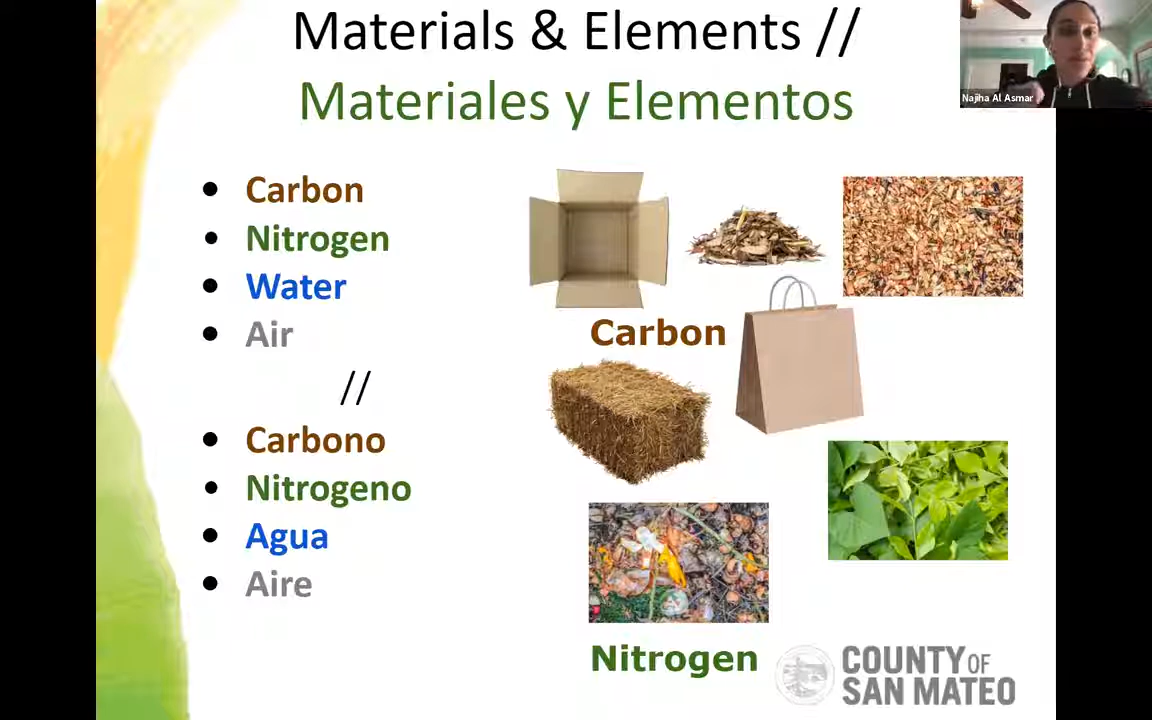 Materials & Elements //
Materiales y Elementos
Najiha Al Asmar
• Carbon
• Nitrogen
• Water
• Air
//
• Carbono
• Nitrogeno
• Agua
• Aire
Carbon
Nitrogen
COUNTY OF
SAN MATEO